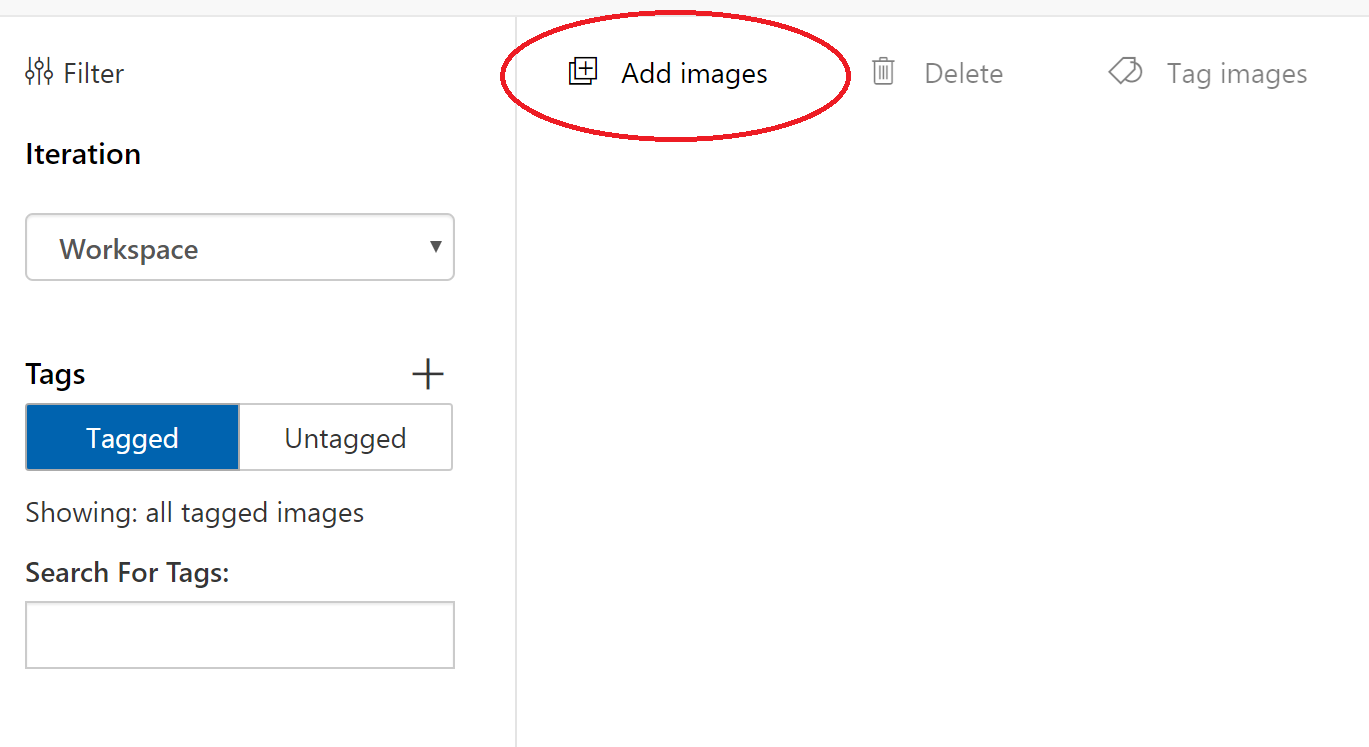 Filter
Add images
Delete
Tag images
Iteration
Workspace
Tags
Tagged
Untagged
Showing: all tagged images
Search For Tags: